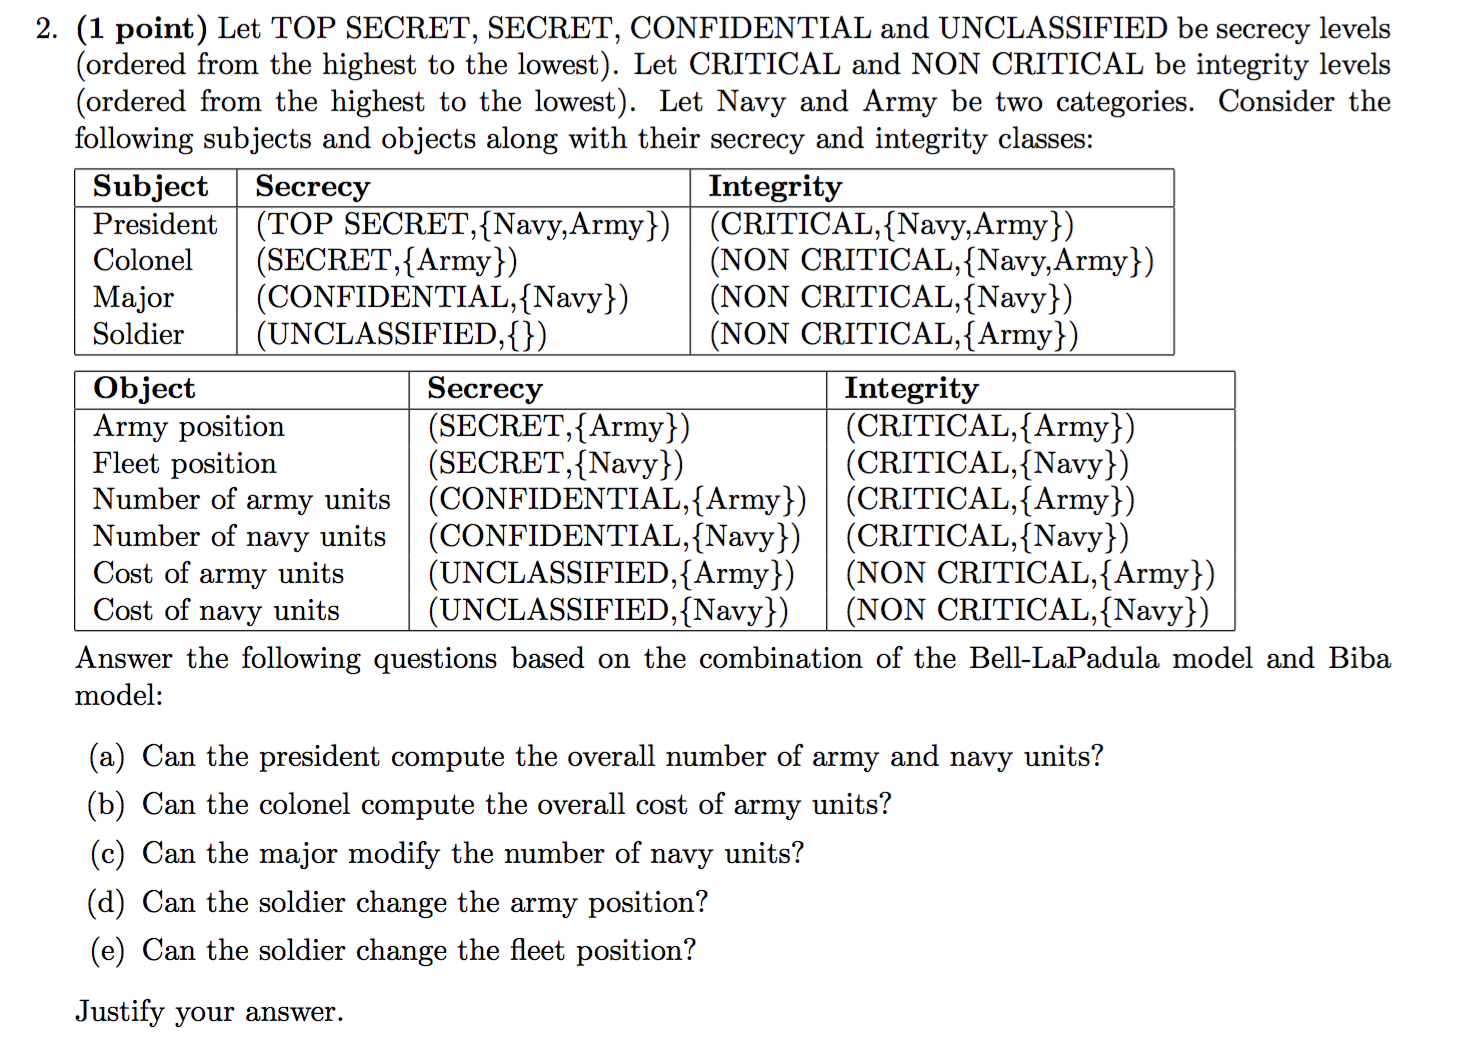 2. (1 point) Let TOP SECRET, SECRET, CONFIDENTIAL and UNCLASSIFIED be secrecy levels
(ordered from the highest to the lowest). Let CRITICAL and NON CRITICAL be integrity levels
(ordered from the highest to the lowest). Let Navy and Army be two categories. Consider the
following subjects and objects along with their secrecy and integrity classes:
Subject Secrecy Integrity
President (TOP SECRET,{Navy,Army}) (CRITICAL,{Navy,Army})
Colonel (SECRET,{Army}) (NON CRITICAL,{Navy,Army})
Major (CONFIDENTIAL,{Navy}) (NON CRITICAL,{Navy})
Soldier (UNCLASSIFIED,{}) (NON CRITICAL,{Army})
Object Secrecy Integrity
Army position (SECRET,{Army}) (CRITICAL,{Army})
Fleet position (SECRET,{Navy}) (CRITICAL,{Navy})
Number of army units (CONFIDENTIAL,{Army}) (CRITICAL,{Army})
Number of navy units (CONFIDENTIAL,{Navy}) (CRITICAL,{Navy})
Cost of army units (UNCLASSIFIED,{Army}) (NON CRITICAL,{Army})
Cost of navy units (UNCLASSIFIED,{Navy}) (NON CRITICAL,{Navy})
Answer the following questions based on the combination of the Bell-LaPadula model and Biba
model:
(a) Can the president compute the overall number of army and navy units?
(b) Can the colonel compute the overall cost of army units?
(c) Can the major modify the number of navy units?
(d) Can the soldier change the army position?
(e) Can the soldier change the fleet position?
Justify your answer.